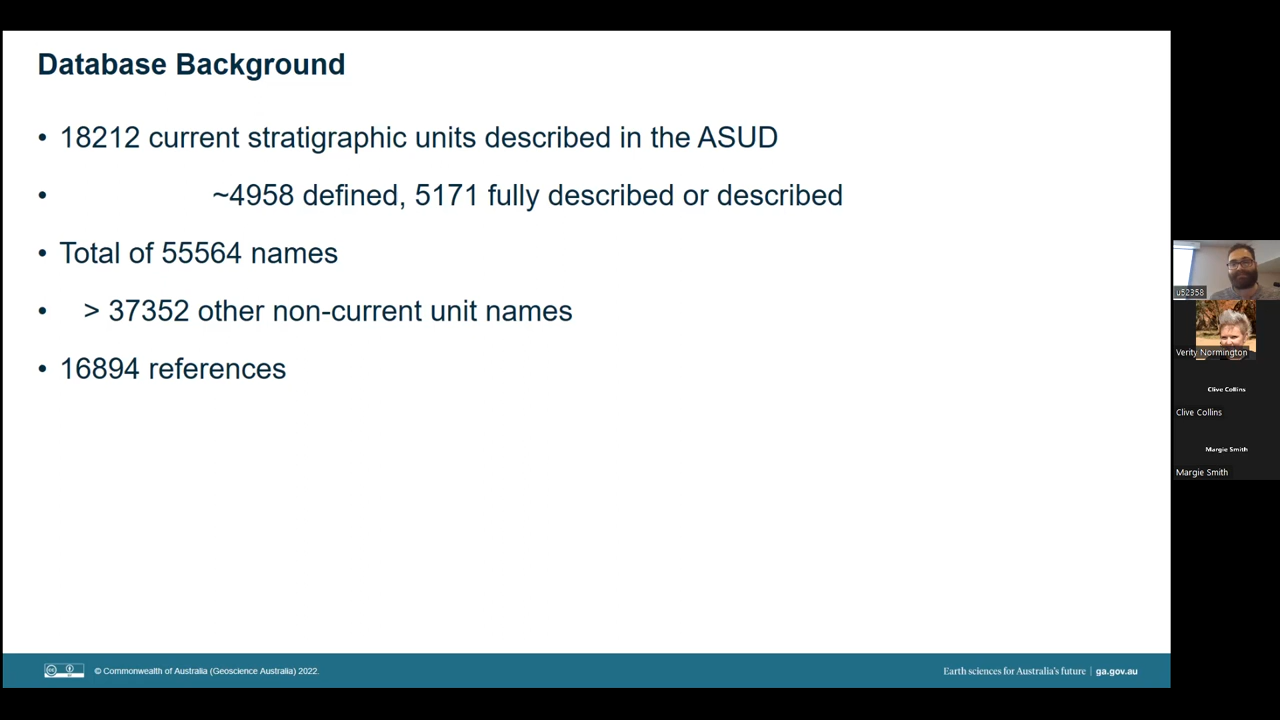 Database Background
• 18212 current stratigraphic units described in the ASUD
• ~4958 defined, 5171 fully described or described
• Total of 55564 names
• > 37352 other non-current unit names
• 16894 references
© Commonwealth of Australia (Geoscience Australia) 2022.
Earth sciences for Australia's future | ga.gov.au
u52358
Verity Normington
Clive Collins
Clive Collins
Margie Smith
Margie Smith